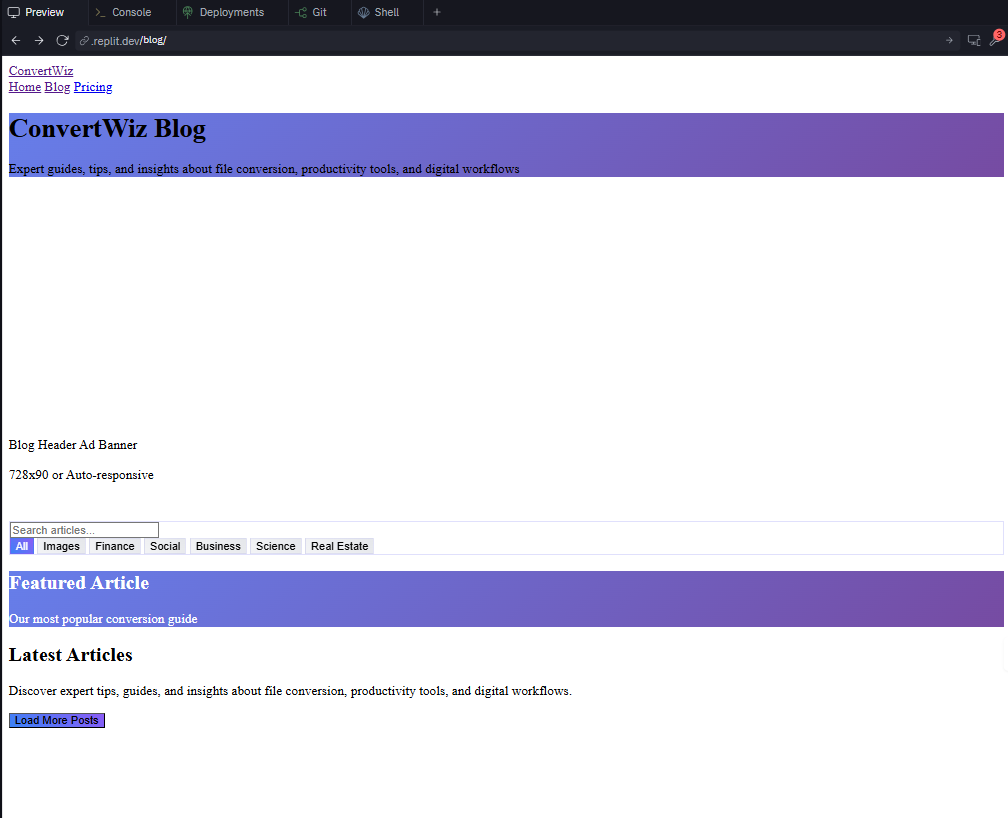 Preview Console Deployments Git Shell +
.replit.dev/blog/ 3
ConvertWiz
Home Blog Pricing
ConvertWiz Blog
Expert guides, tips, and insights about file conversion, productivity tools, and digital workflows
Blog Header Ad Banner
728x90 or Auto-responsive
Search articles...
All Images Finance Social Business Science Real Estate
Featured Article
Our most popular conversion guide
Latest Articles
Discover expert tips, guides, and insights about file conversion, productivity tools, and digital workflows.
Load More Posts